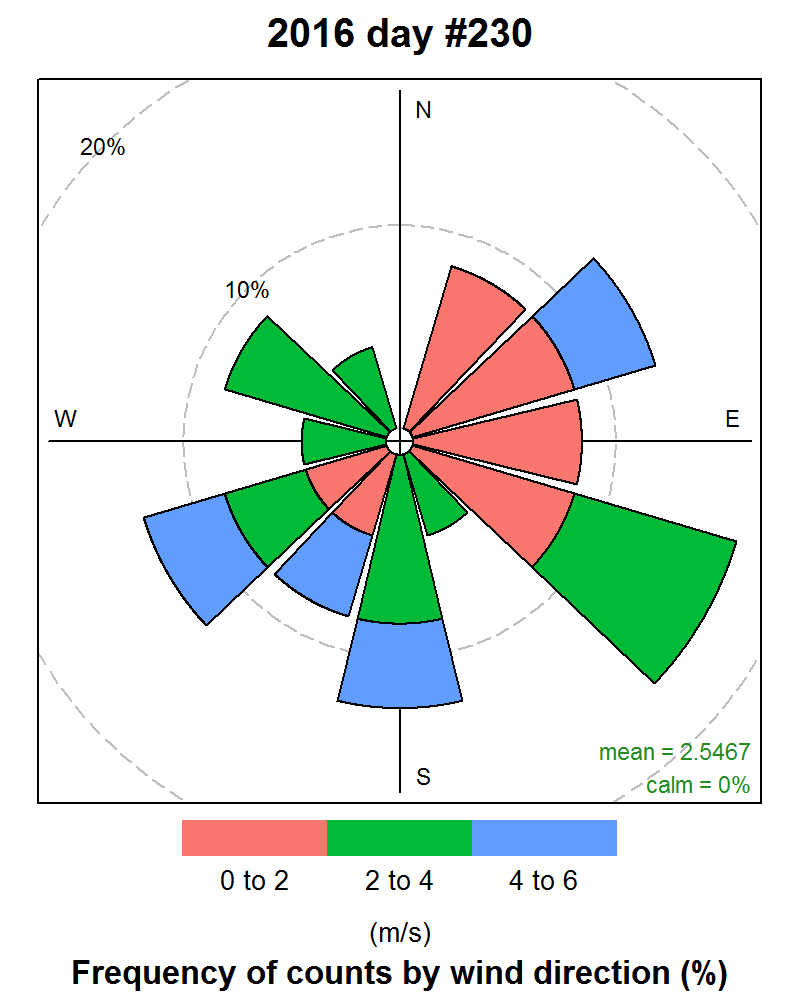 2016 day #230
N
20%
10%
W
E
S
mean = 2.5467
calm = 0%
0 to 2 2 to 4 4 to 6
(m/s)
Frequency of counts by wind direction (%)